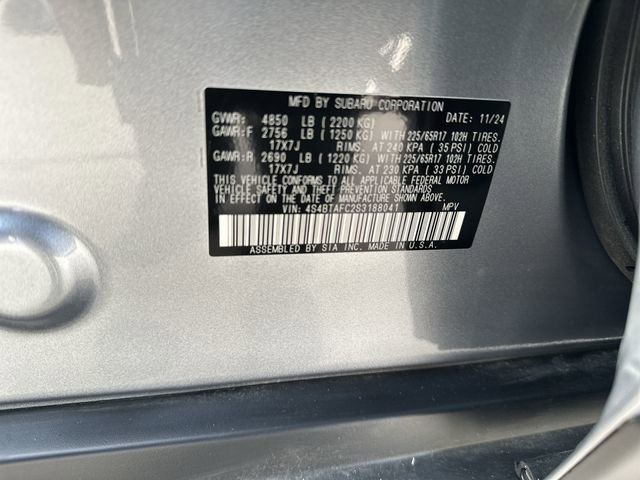 MFD BY SUBARU CORPORATION DATE: 11/24
GVWR: 4850 LB (2200 KG)
GAWR:F 2756 LB (1250 KG) WITH 225/65R17 102H TIRES.
17X7J RIMS. AT 240 KPA (35 PSI) COLD
GAWR:R 2690 LB (1220 KG) WITH 225/65R17 102H TIRES.
17X7J RIMS. AT 230 KPA (33 PSI) COLD
THIS VEHICLE CONFORMS TO ALL APPLICABLE FEDERAL MOTOR
VEHICLE SAFETY AND THEFT PREVENTION STANDARDS
IN EFFECT ON THE DATE OF MANUFACTURE SHOWN ABOVE.
VIN: 4S4BTAFC2S3188041 MPV
ASSEMBLED BY SIA INC. MADE IN U.S.A.